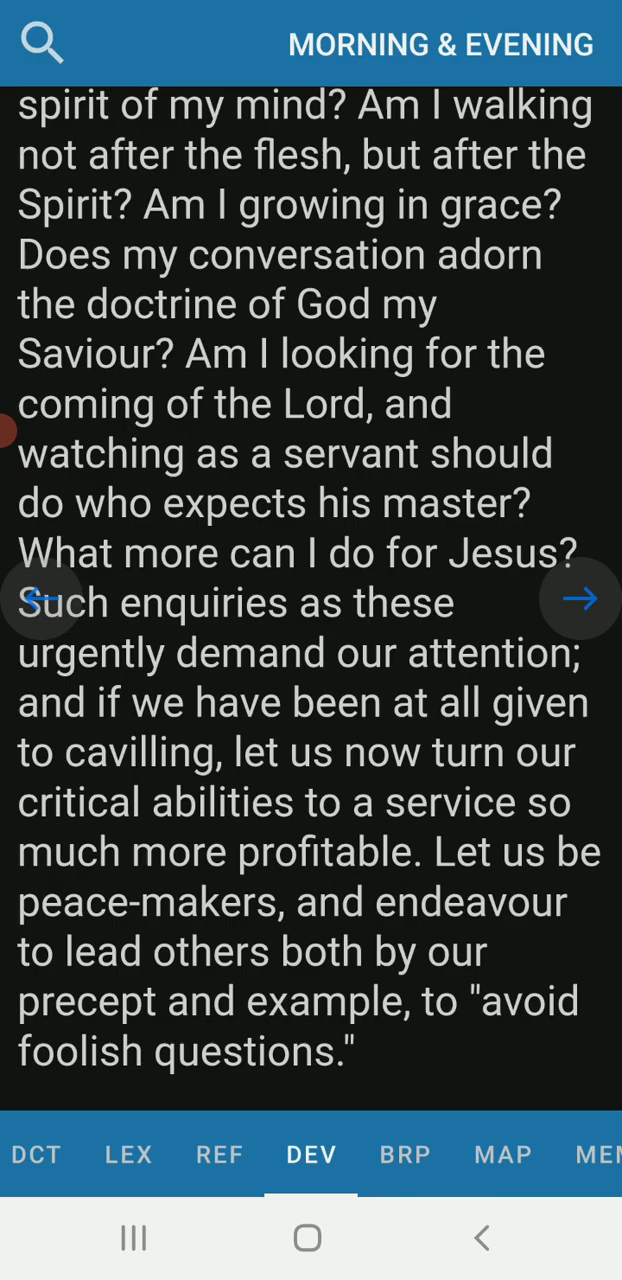 MORNING & EVENING
spirit of my mind? Am I walking
not after the flesh, but after the
Spirit? Am I growing in grace?
Does my conversation adorn
the doctrine of God my
Saviour? Am I looking for the
coming of the Lord, and
watching as a servant should
do who expects his master?
What more can I do for Jesus?
Such enquiries as these
urgently demand our attention;
and if we have been at all given
to cavilling, let us now turn our
critical abilities to a service so
much more profitable. Let us be
peace-makers, and endeavour
to lead others both by our
precept and example, to "avoid
foolish questions."
DCT LEX REF DEV BRP MAP